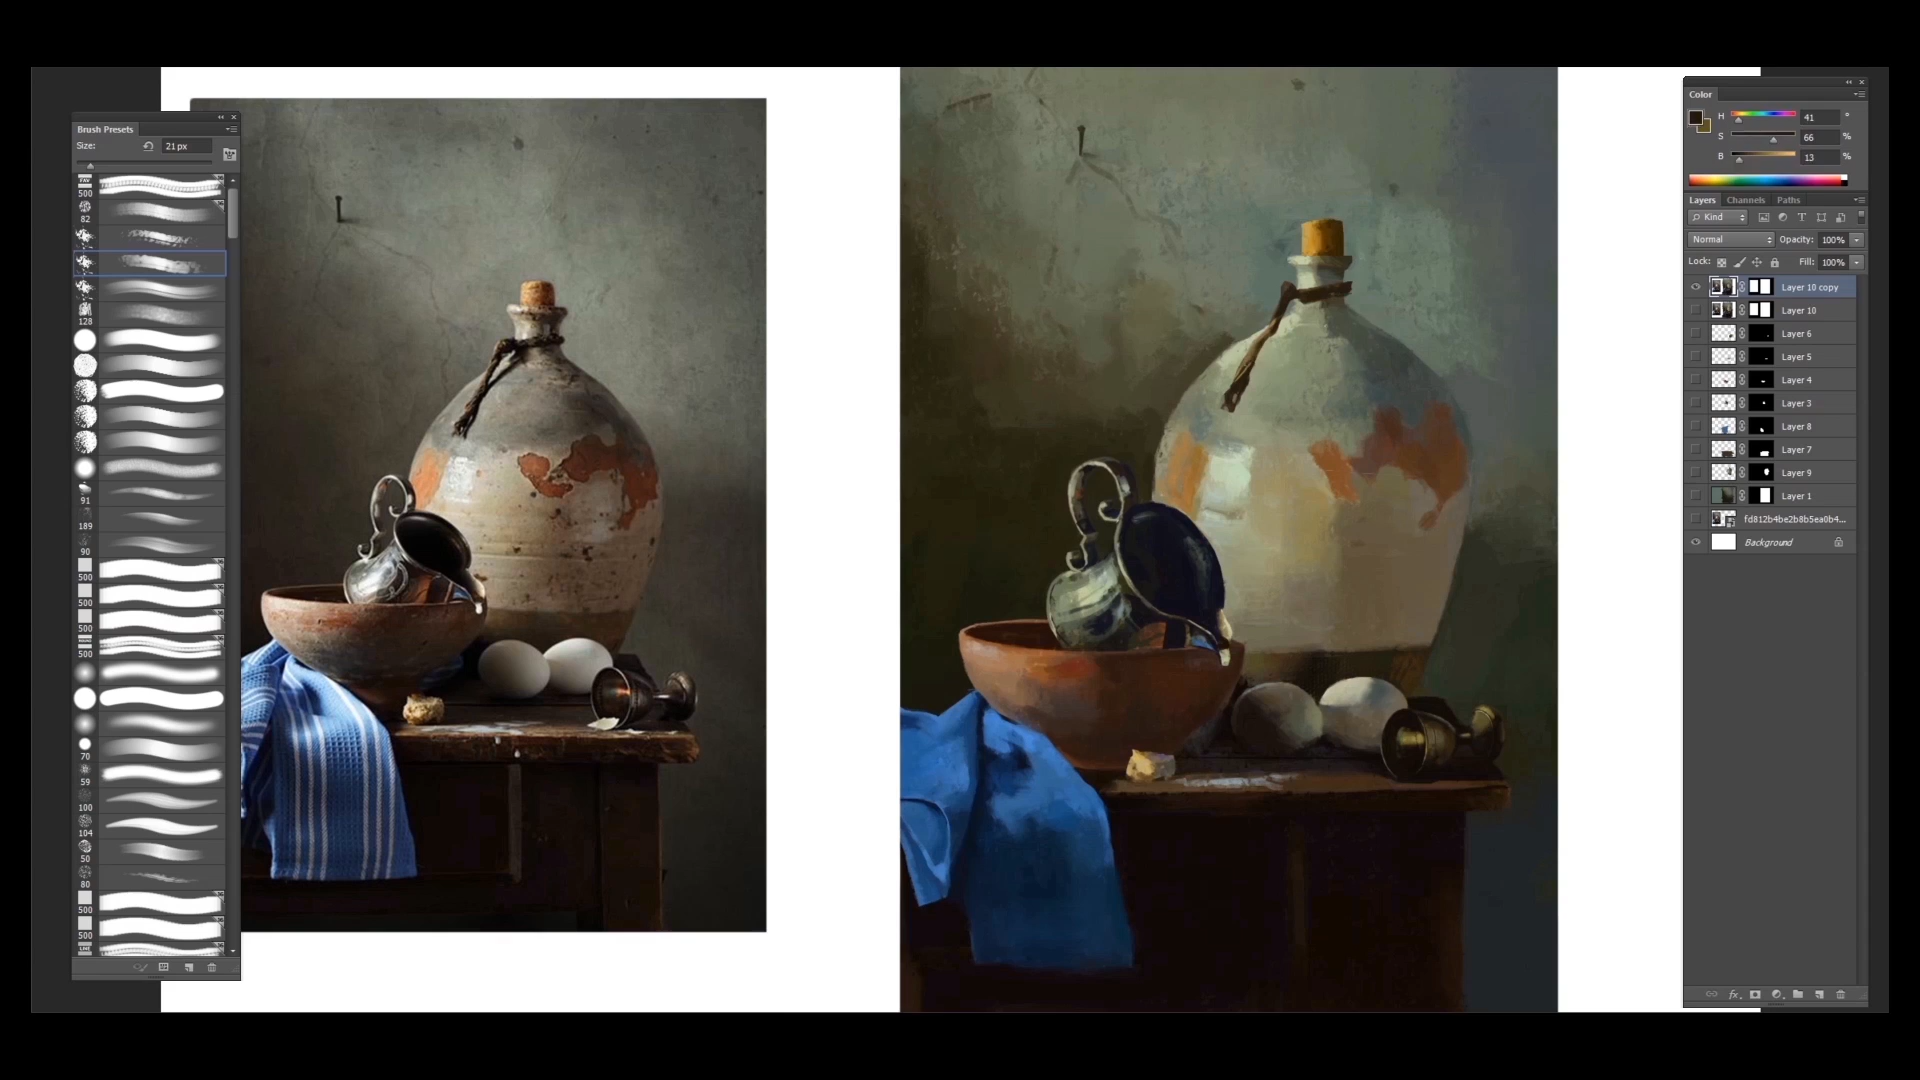 Brush Presets
Size:
21 px
500
82
128
91
189
90
500
500
500
500
70
59
100
104
50
80
500
500
Color
H
41
°
S
66
%
B
13
%
Layers
Channels
Paths
Kind
T
Normal
Opacity:
100%
Lock:
Fill:
100%
Layer 10 copy
Layer 10
Layer 6
Layer 5
Layer 4
Layer 3
Layer 8
Layer 7
Layer 9
Layer 1
fd812b4be2b8b5ea0b4...
Background
fx